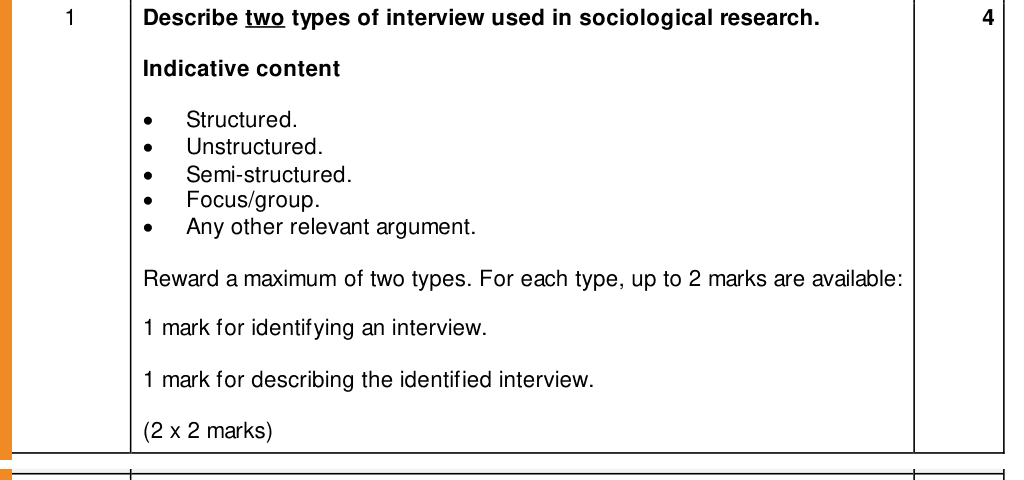 1 Describe two types of interview used in sociological research. 4
Indicative content
• Structured.
• Unstructured.
• Semi-structured.
• Focus/group.
• Any other relevant argument.
Reward a maximum of two types. For each type, up to 2 marks are available:
1 mark for identifying an interview.
1 mark for describing the identified interview.
(2 x 2 marks)